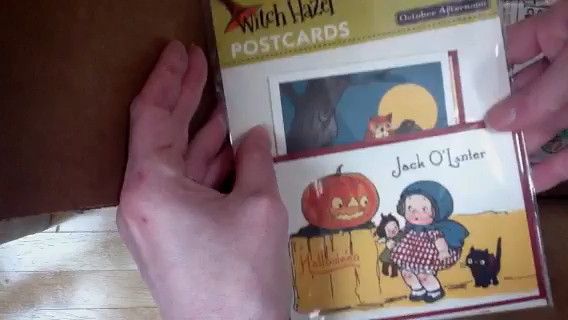 Witch Hazel
POSTCARDS
October Afternoon
Jack O'Lanter
Halloween